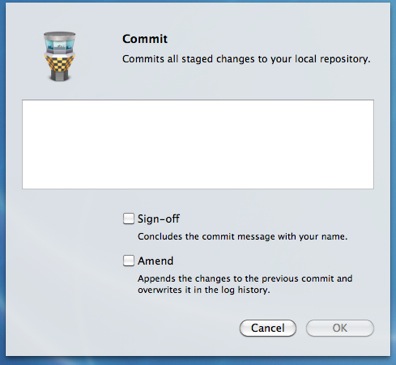 Commit
Commits all staged changes to your local repository.
Sign-off
Concludes the commit message with your name.
Amend
Appends the changes to the previous commit and
overwrites it in the log history.
Cancel
OK